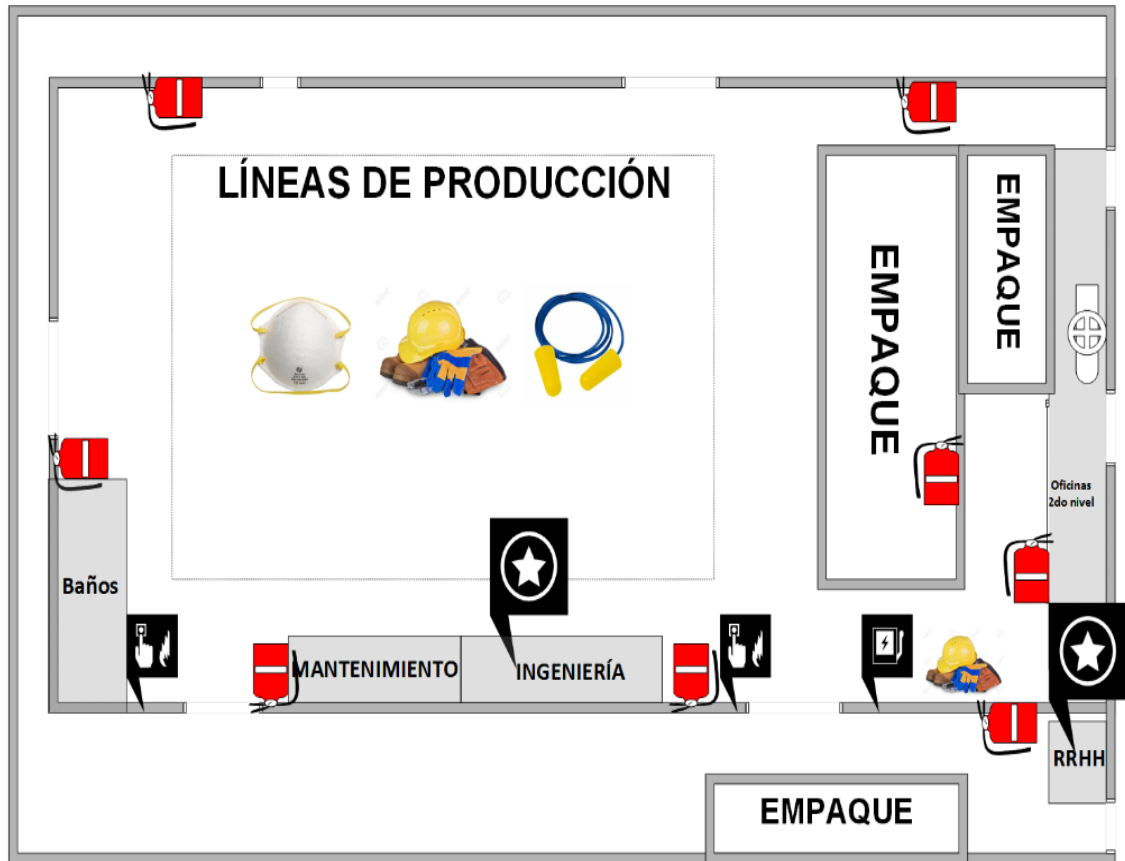 LÍNEAS DE PRODUCCIÓN
EMPAQUE
EMPAQUE
Oficinas
2do nivel
Baños
MANTENIMIENTO
INGENIERÍA
RRHH
EMPAQUE